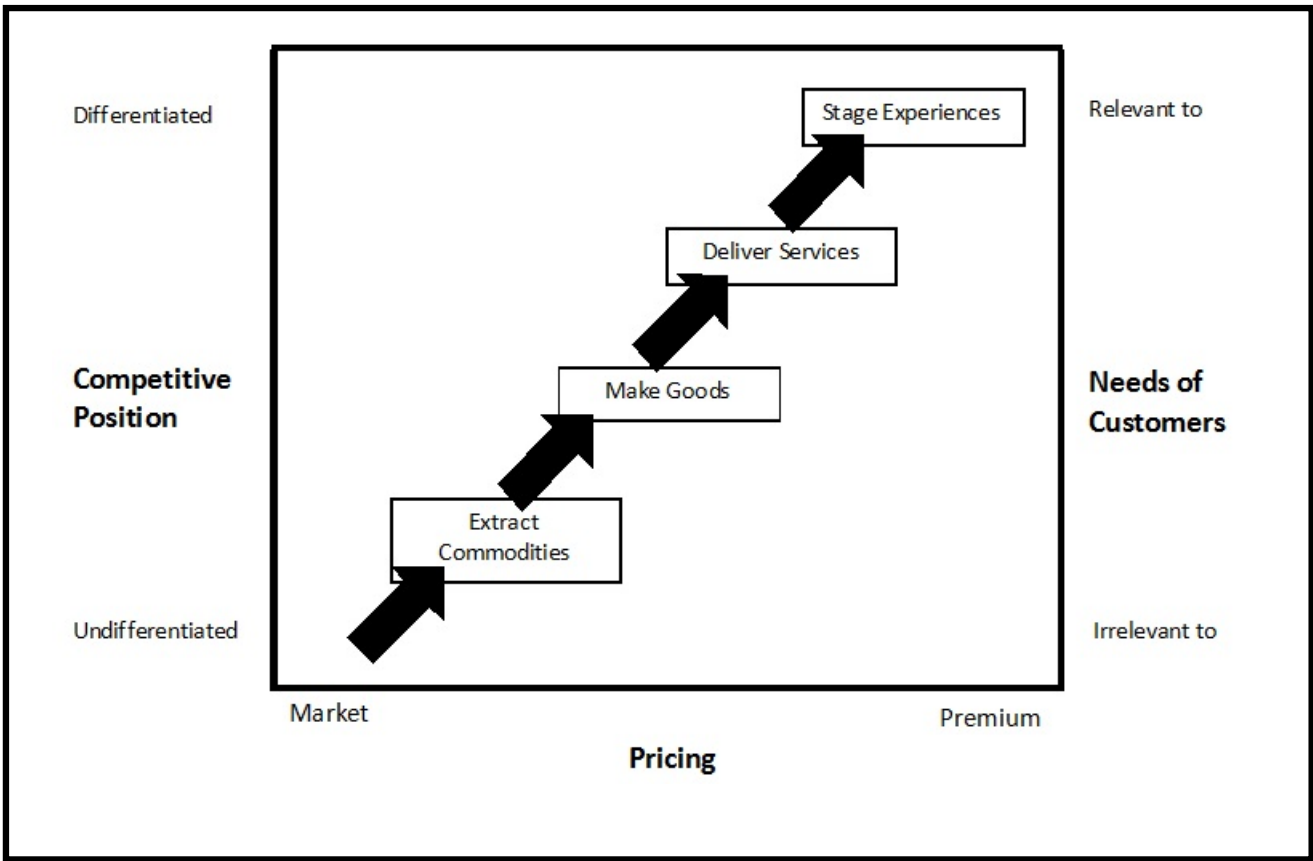 Differentiated
Stage Experiences
Relevant to
Deliver Services
Competitive
Position
Make Goods
Needs of
Customers
Extract
Commodities
Undifferentiated
Irrelevant to
Market
Premium
Pricing